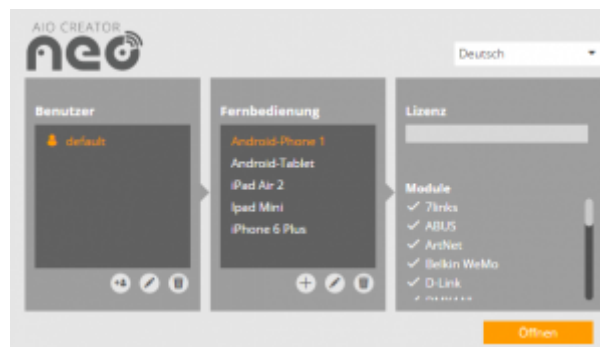 AIO CREATOR
neo
Deutsch
Benutzer
default
Fernbedienung
Android-Phone 1
Android-Tablet
iPad Air 2
Ipad Mini
iPhone 6 Plus
Lizenz
Module
7links
ABUS
ArtNet
Belkin WeMo
D-Link
Öffnen